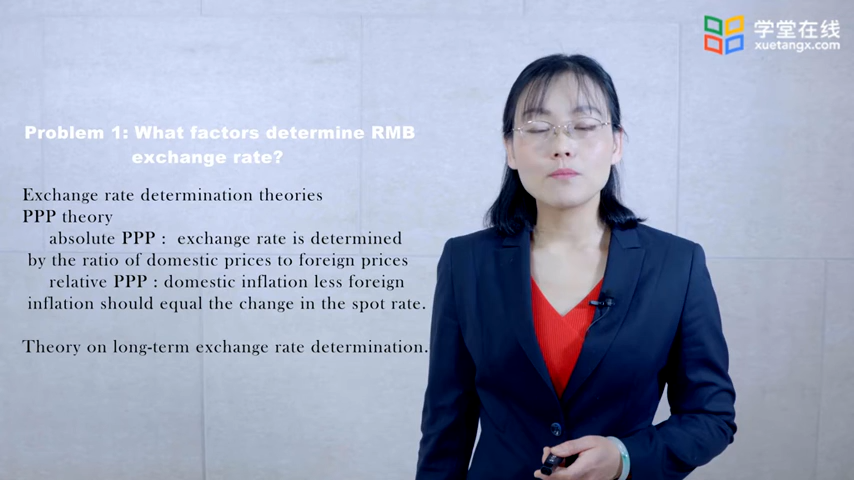 学堂在线
xuetangx.com
Problem 1: What factors determine RMB
exchange rate?
Exchange rate determination theories
PPP theory
absolute PPP : exchange rate is determined
by the ratio of domestic prices to foreign prices
relative PPP : domestic inflation less foreign
inflation should equal the change in the spot rate.
Theory on long-term exchange rate determination.